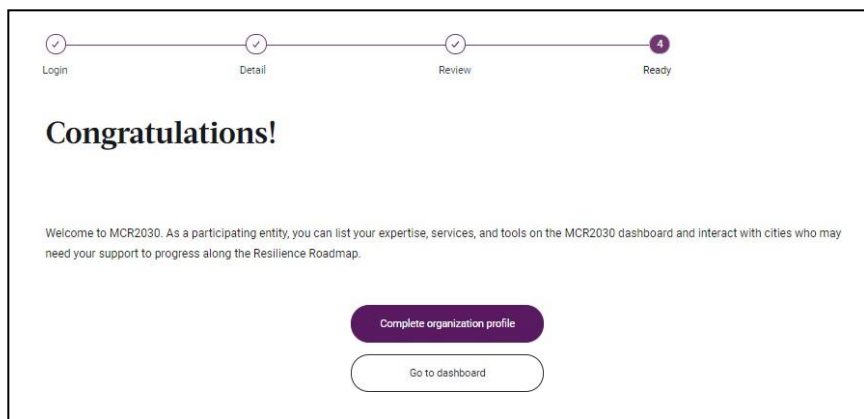 4
Login Detail Review Ready
Congratulations!
Welcome to MCR2030. As a participating entity, you can list your expertise, services, and tools on the MCR2030 dashboard and interact with cities who may
need your support to progress along the Resilience Roadmap.
Complete organization profile
Go to dashboard